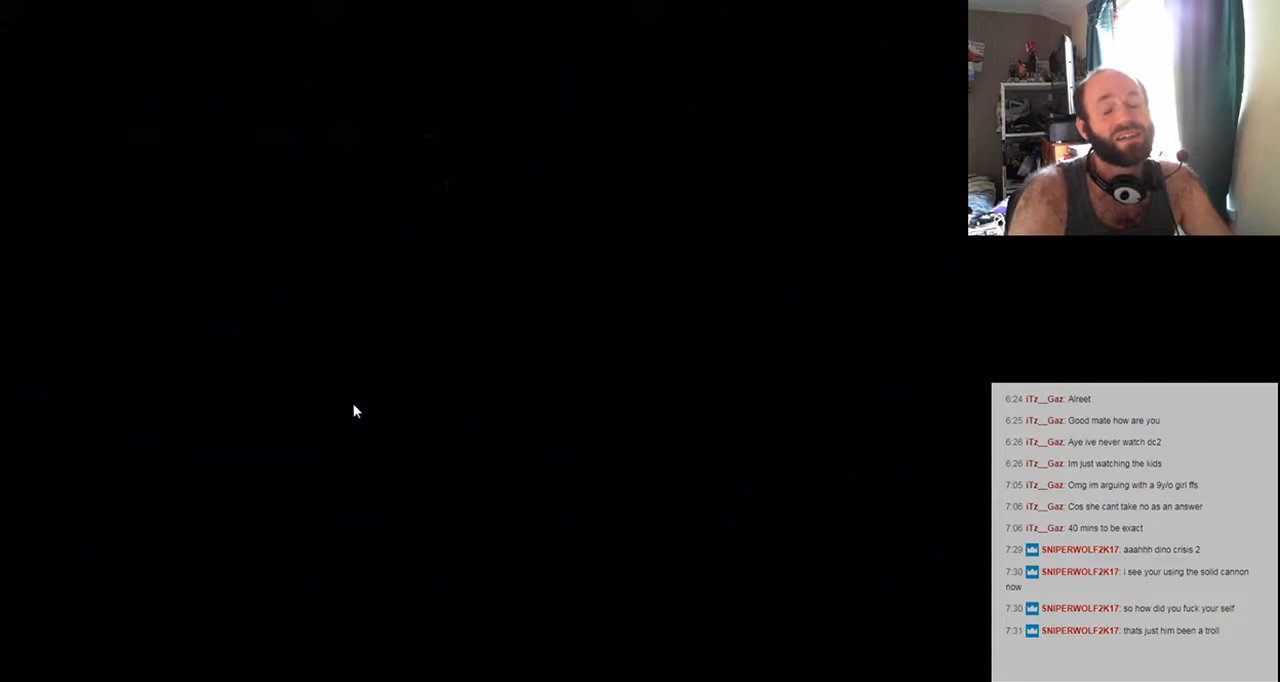 6:24 iTz__Gaz: Alreet
6:25 iTz__Gaz: Good mate how are you
6:26 iTz__Gaz: Aye ive never watch dc2
6:26 iTz__Gaz: Im just watching the kids
7:05 iTz__Gaz: Omg im arguing with a 9y/o girl ffs
7:06 iTz__Gaz: Cos she cant take no as an answer
7:06 iTz__Gaz: 40 mins to be exact
7:29 SNIPERWOLF2K17: aaahhh dino crisis 2
7:30 SNIPERWOLF2K17: i see your using the solid cannon
now
7:30 SNIPERWOLF2K17: so how did you fuck your self
7:31 SNIPERWOLF2K17: thats just him been a troll